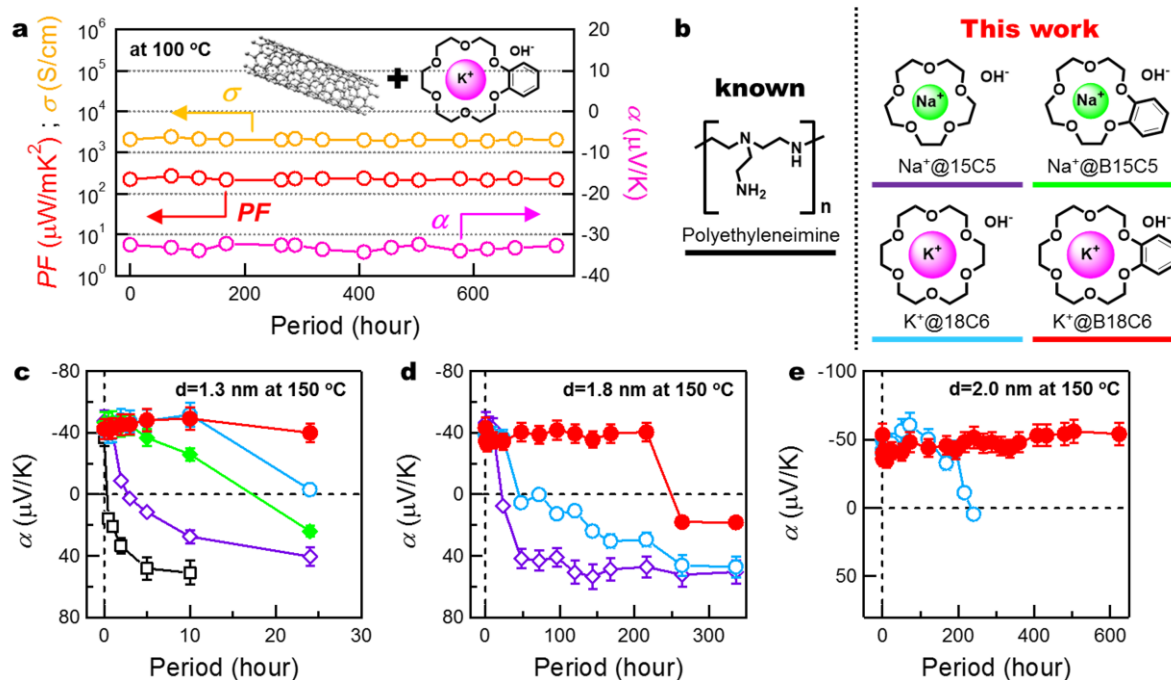 a
at 100 ºC
OH⁻
K⁺
σ
PF
α
PF (μW/mK²) ; σ (S/cm)
10⁶
10⁵
10⁴
10³
10²
10¹
10⁰
20
10
0
-10
-20
-30
-40
α (μV/K)
0
200
400
600
Period (hour)
b
known
N
N
H
NH₂
n
Polyethyleneimine
This work
O
O
O
O
O
Na⁺
OH⁻
Na⁺@15C5
O
O
O
O
O
Na⁺
OH⁻
Na⁺@B15C5
O
O
O
O
O
O
K⁺
OH⁻
K⁺@18C6
O
O
O
O
O
O
K⁺
OH⁻
K⁺@B18C6
c
d=1.3 nm at 150 ºC
α (μV/K)
-80
-40
0
40
80
0
10
20
30
Period (hour)
d
d=1.8 nm at 150 ºC
α (μV/K)
-80
-40
0
40
80
0
100
200
300
Period (hour)
e
d=2.0 nm at 150 ºC
α (μV/K)
-100
-50
0
50
0
200
400
600
Period (hour)